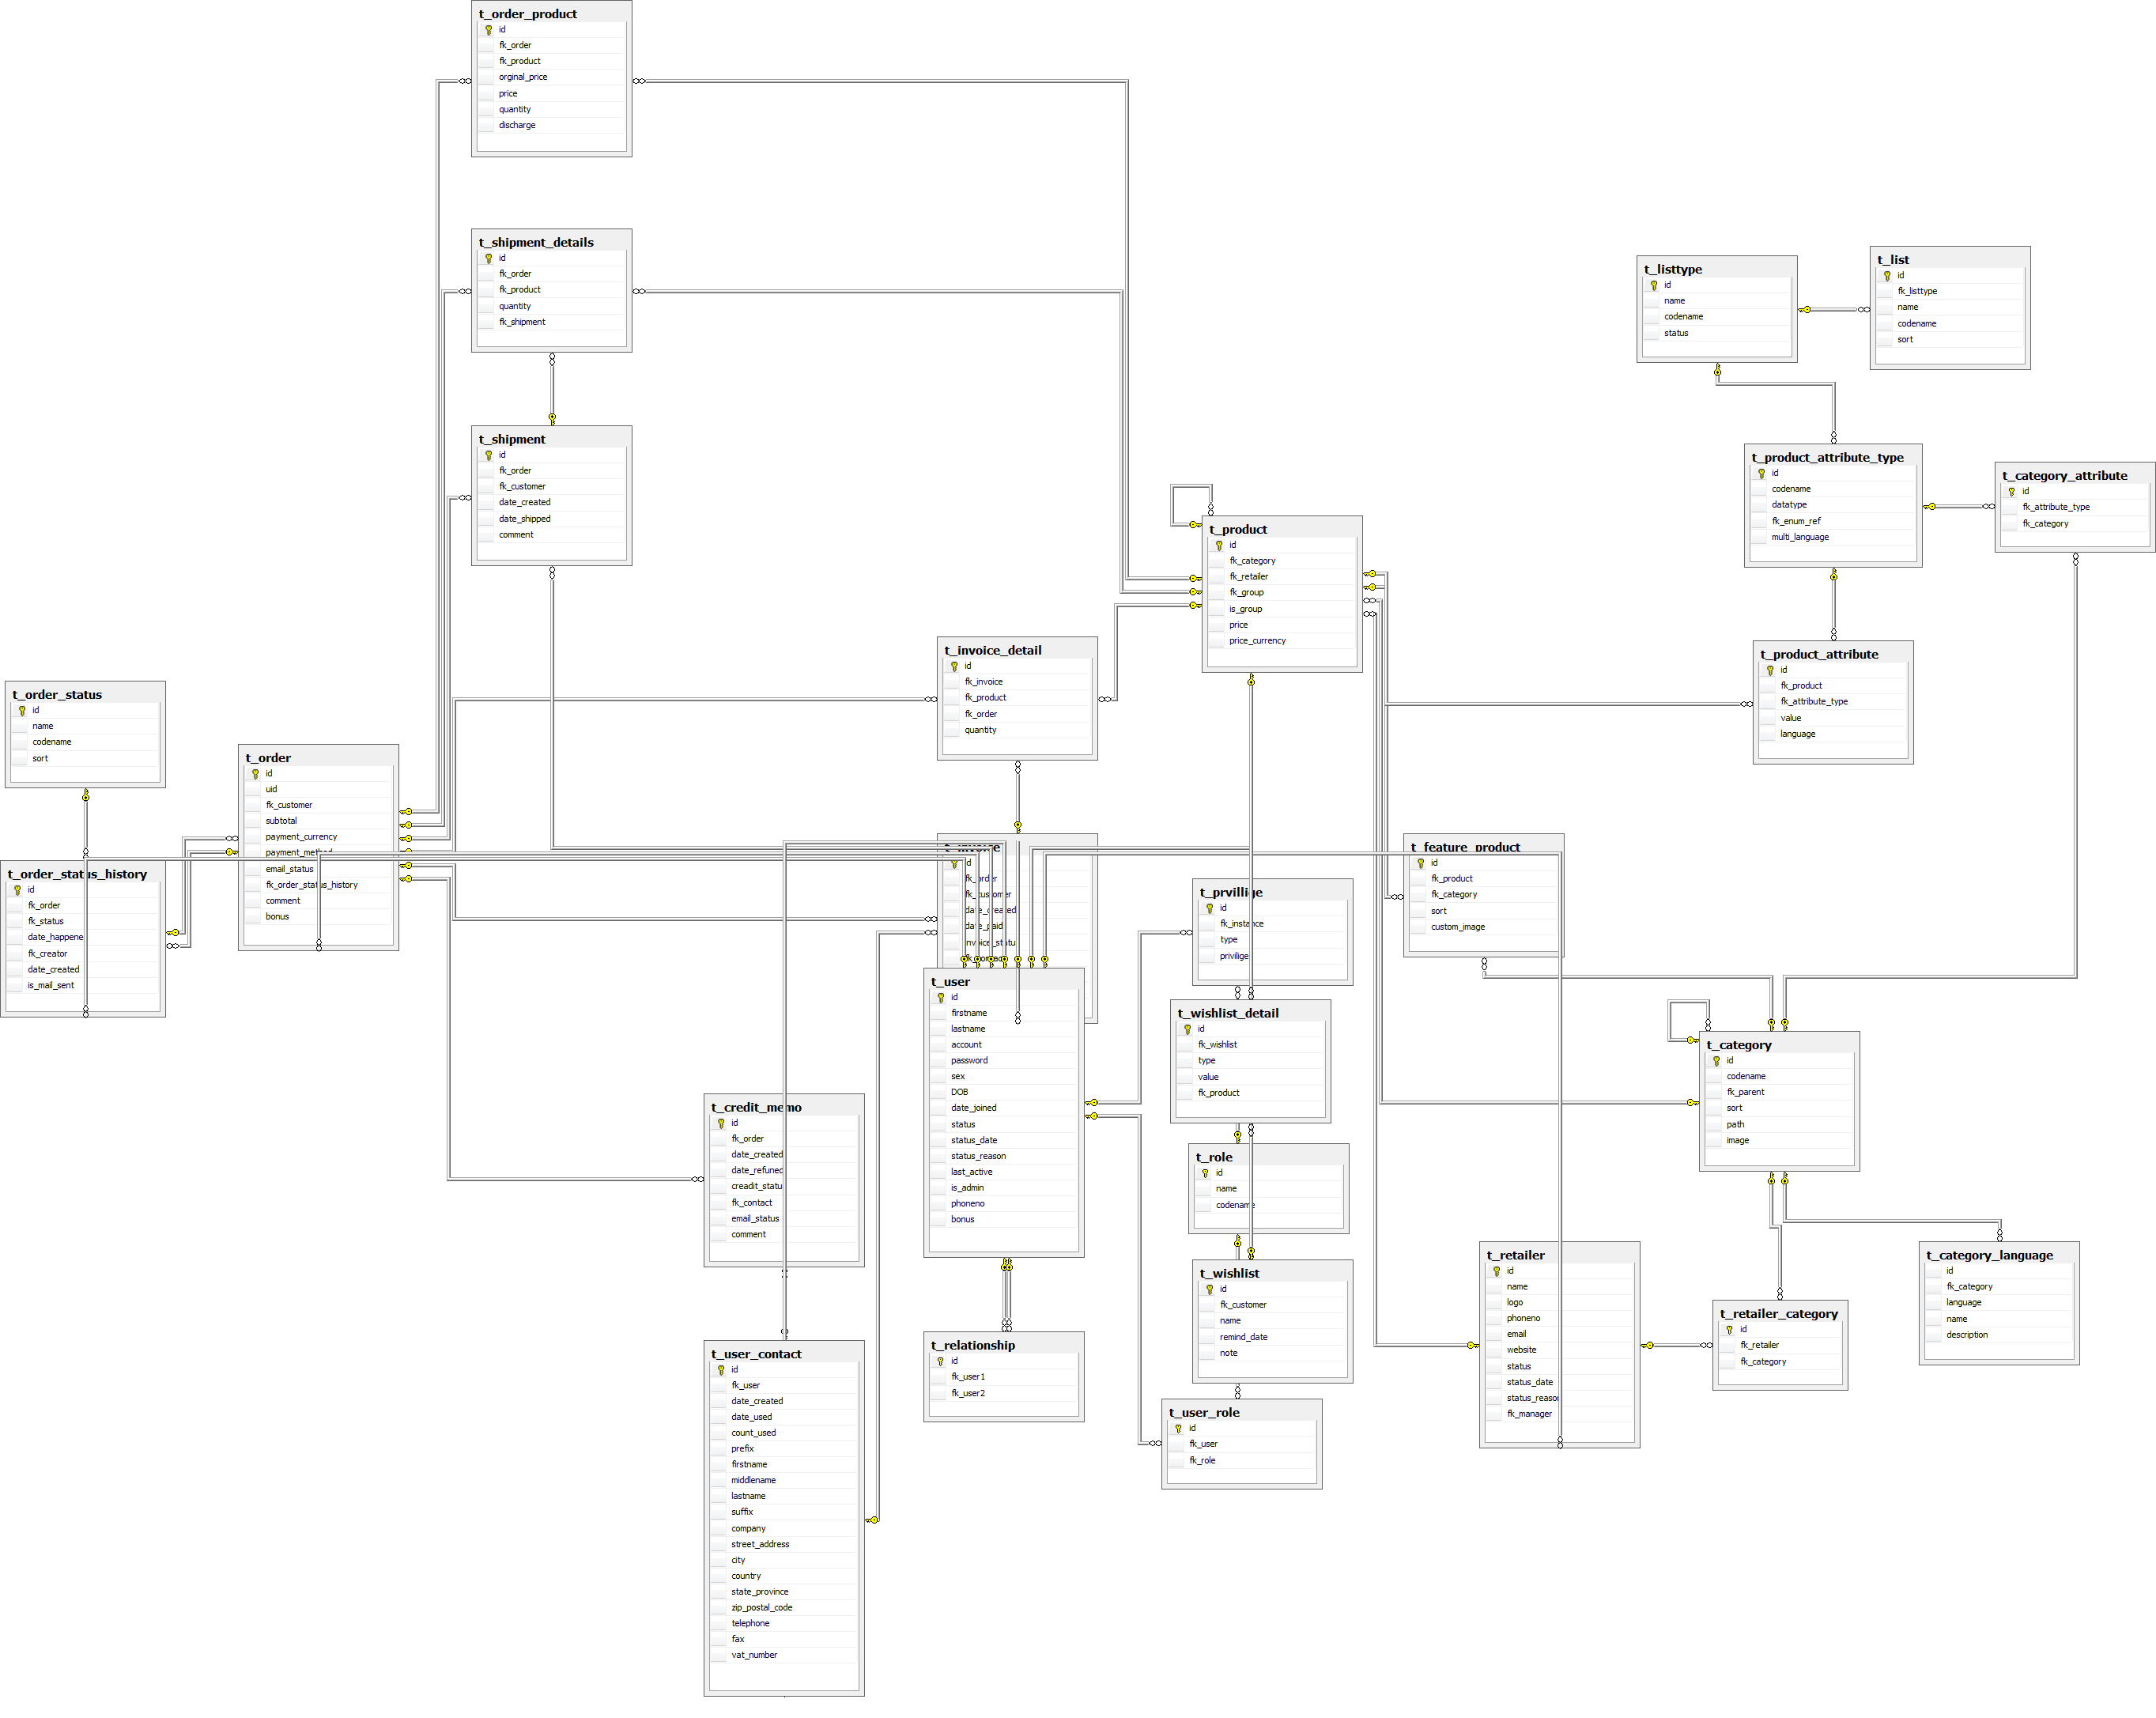 t_order_product
id
fk_order
fk_product
orginal_price
price
quantity
discharge
t_shipment_details
id
fk_order
fk_product
quantity
fk_shipment
t_shipment
id
fk_order
fk_customer
date_created
date_shipped
comment
t_listtype
id
name
codename
status
t_list
id
fk_listtype
name
codename
sort
t_product_attribute_type
id
codename
datatype
fk_enum_ref
multi_language
t_category_attribute
id
fk_attribute_type
fk_category
t_product
id
fk_category
fk_retailer
fk_group
is_group
price
price_currency
t_product_attribute
id
fk_product
fk_attribute_type
value
language
t_invoice_detail
id
fk_invoice
fk_product
fk_order
quantity
t_order_status
id
name
codename
sort
t_order
id
uid
fk_customer
subtotal
payment_currency
payment_method
email_status
fk_order_status_history
comment
bonus
t_order_status_history
id
fk_order
fk_status
date_happene
fk_creator
date_created
is_mail_sent
t_invoice
id
fk_order
fk_customer
date_created
date_paid
invoice_statu
t_user
id
firstname
lastname
account
password
sex
DOB
date_joined
status
status_date
status_reason
last_active
is_admin
phoneno
bonus
t_prvillige
id
fk_instance
type
privilige
t_feature_product
id
fk_product
fk_category
sort
custom_image
t_wishlist_detail
id
fk_wishlist
type
value
fk_product
t_category
id
codename
fk_parent
sort
path
image
t_credit_memo
id
fk_order
date_created
date_refuned
creadit_statu
fk_contact
email_status
comment
t_role
id
name
codename
t_wishlist
id
fk_customer
name
remind_date
note
t_retailer
id
name
logo
phoneno
email
website
status
status_date
status_reason
fk_manager
t_category_language
id
fk_category
language
name
description
t_retailer_category
id
fk_retailer
fk_category
t_relationship
id
fk_user1
fk_user2
t_user_contact
id
fk_user
date_created
date_used
count_used
prefix
firstname
middlename
lastname
suffix
company
street_address
city
country
state_province
zip_postal_code
telephone
fax
vat_number
t_user_role
id
fk_user
fk_role